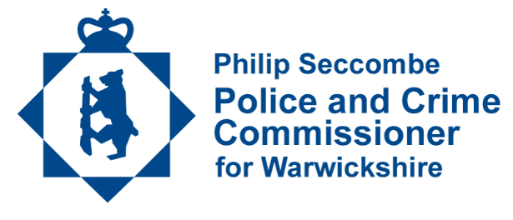 Philip Seccombe
Police and Crime
Commissioner
for Warwickshire